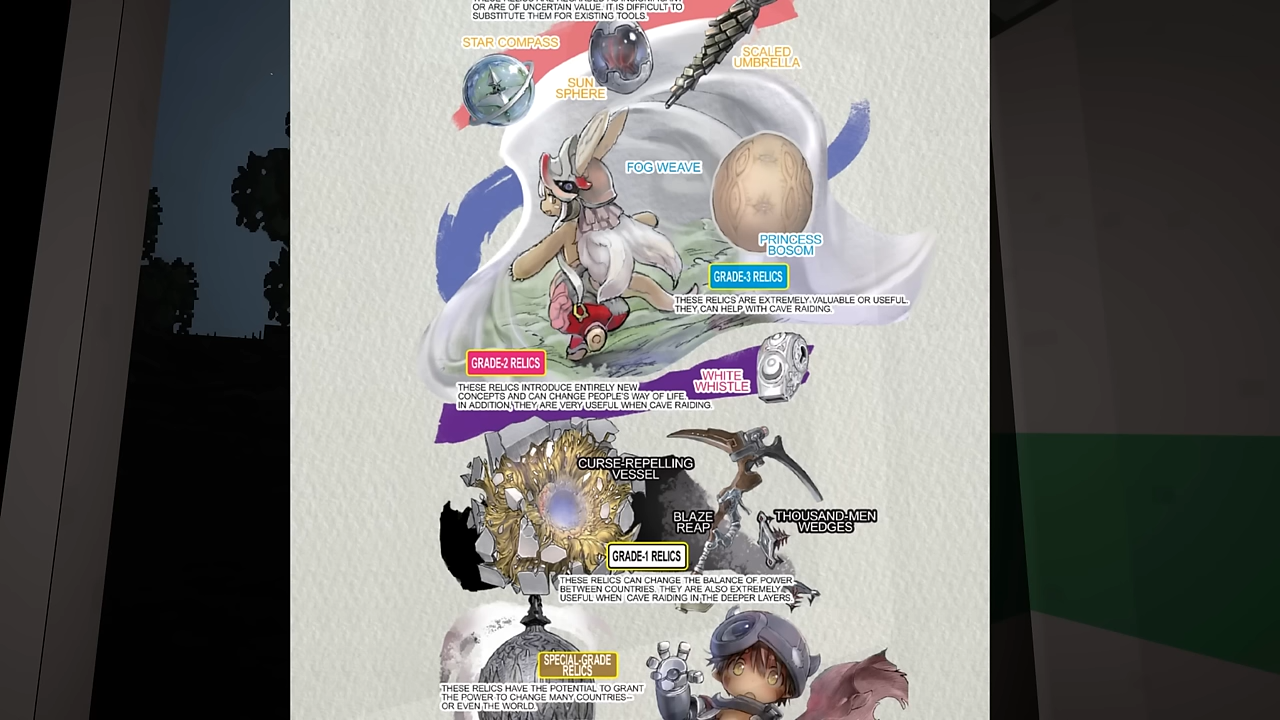 OR ARE OF UNCERTAIN VALUE. IT IS DIFFICULT TO
SUBSTITUTE THEM FOR EXISTING TOOLS.
STAR COMPASS
SUN
SPHERE
SCALED
UMBRELLA
FOG WEAVE
PRINCESS
BOSOM
GRADE-3 RELICS
THESE RELICS ARE EXTREMELY VALUABLE OR USEFUL.
THEY CAN HELP WITH CAVE RAIDING.
GRADE-2 RELICS
THESE RELICS INTRODUCE ENTIRELY NEW
CONCEPTS AND CAN CHANGE PEOPLE'S WAY OF LIFE.
IN ADDITION, THEY ARE VERY USEFUL WHEN CAVE RAIDING.
WHITE
WHISTLE
CURSE-REPELLING
VESSEL
BLAZE
REAP
THOUSAND-MEN
WEDGES
GRADE-1 RELICS
THESE RELICS CAN CHANGE THE BALANCE OF POWER
BETWEEN COUNTRIES. THEY ARE ALSO EXTREMELY
USEFUL WHEN CAVE RAIDING IN THE DEEPER LAYERS.
SPECIAL-GRADE
RELICS
THESE RELICS HAVE THE POTENTIAL TO GRANT
THE POWER TO CHANGE MANY COUNTRIES--
OR EVEN THE WORLD.